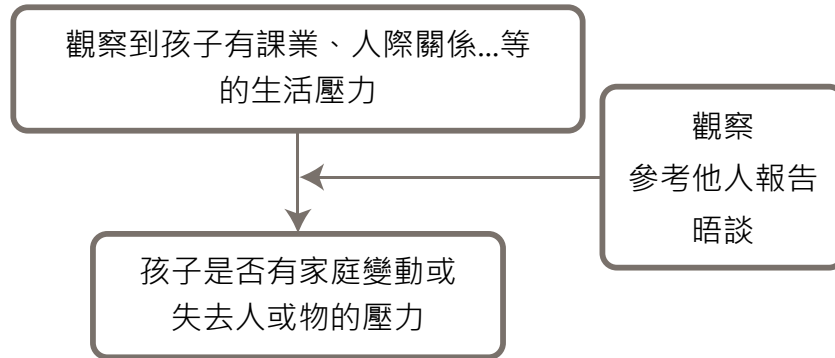 觀察到孩子有課業、人際關係...等
的生活壓力
觀察
參考他人報告
晤談
孩子是否有家庭變動或
失去人或物的壓力